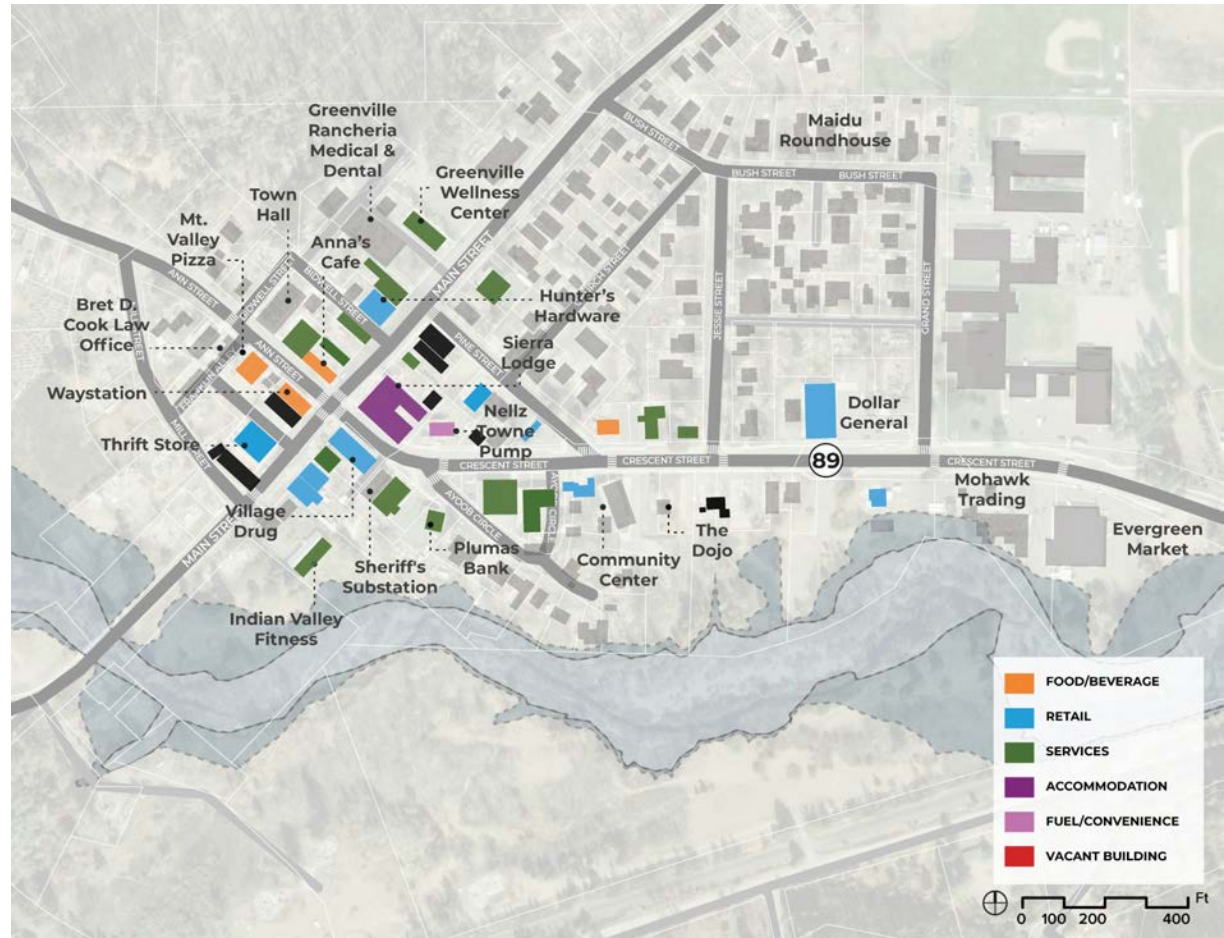 Greenville
Rancheria
Medical &
Dental
Greenville
Wellness
Center
Town
Hall
Mt.
Valley
Pizza
Anna's
Cafe
Bret D.
Cook Law
Office
Waystation
Thrift Store
Hunter's
Hardware
Sierra
Lodge
Nellz
Towne
Pump
Village
Drug
Sheriff's
Substation
Plumas
Bank
Indian Valley
Fitness
Community
Center
The
Dojo
Dollar
General
Mohawk
Trading
Evergreen
Market
Maidu
Roundhouse
BUSH STREET
BUSH STREET
BUSH STREET
MAIN STREET
ANN STREET
BIDWELL STREET
ANN STREET
MILL STREET
PINE STREET
JESSIE STREET
GRAND STREET
CRESCENT STREET
CRESCENT STREET
89
CRESCENT STREET
AYOOB CIRCLE
FOOD/BEVERAGE
RETAIL
SERVICES
ACCOMMODATION
FUEL/CONVENIENCE
VACANT BUILDING
Ft
0 100 200 400